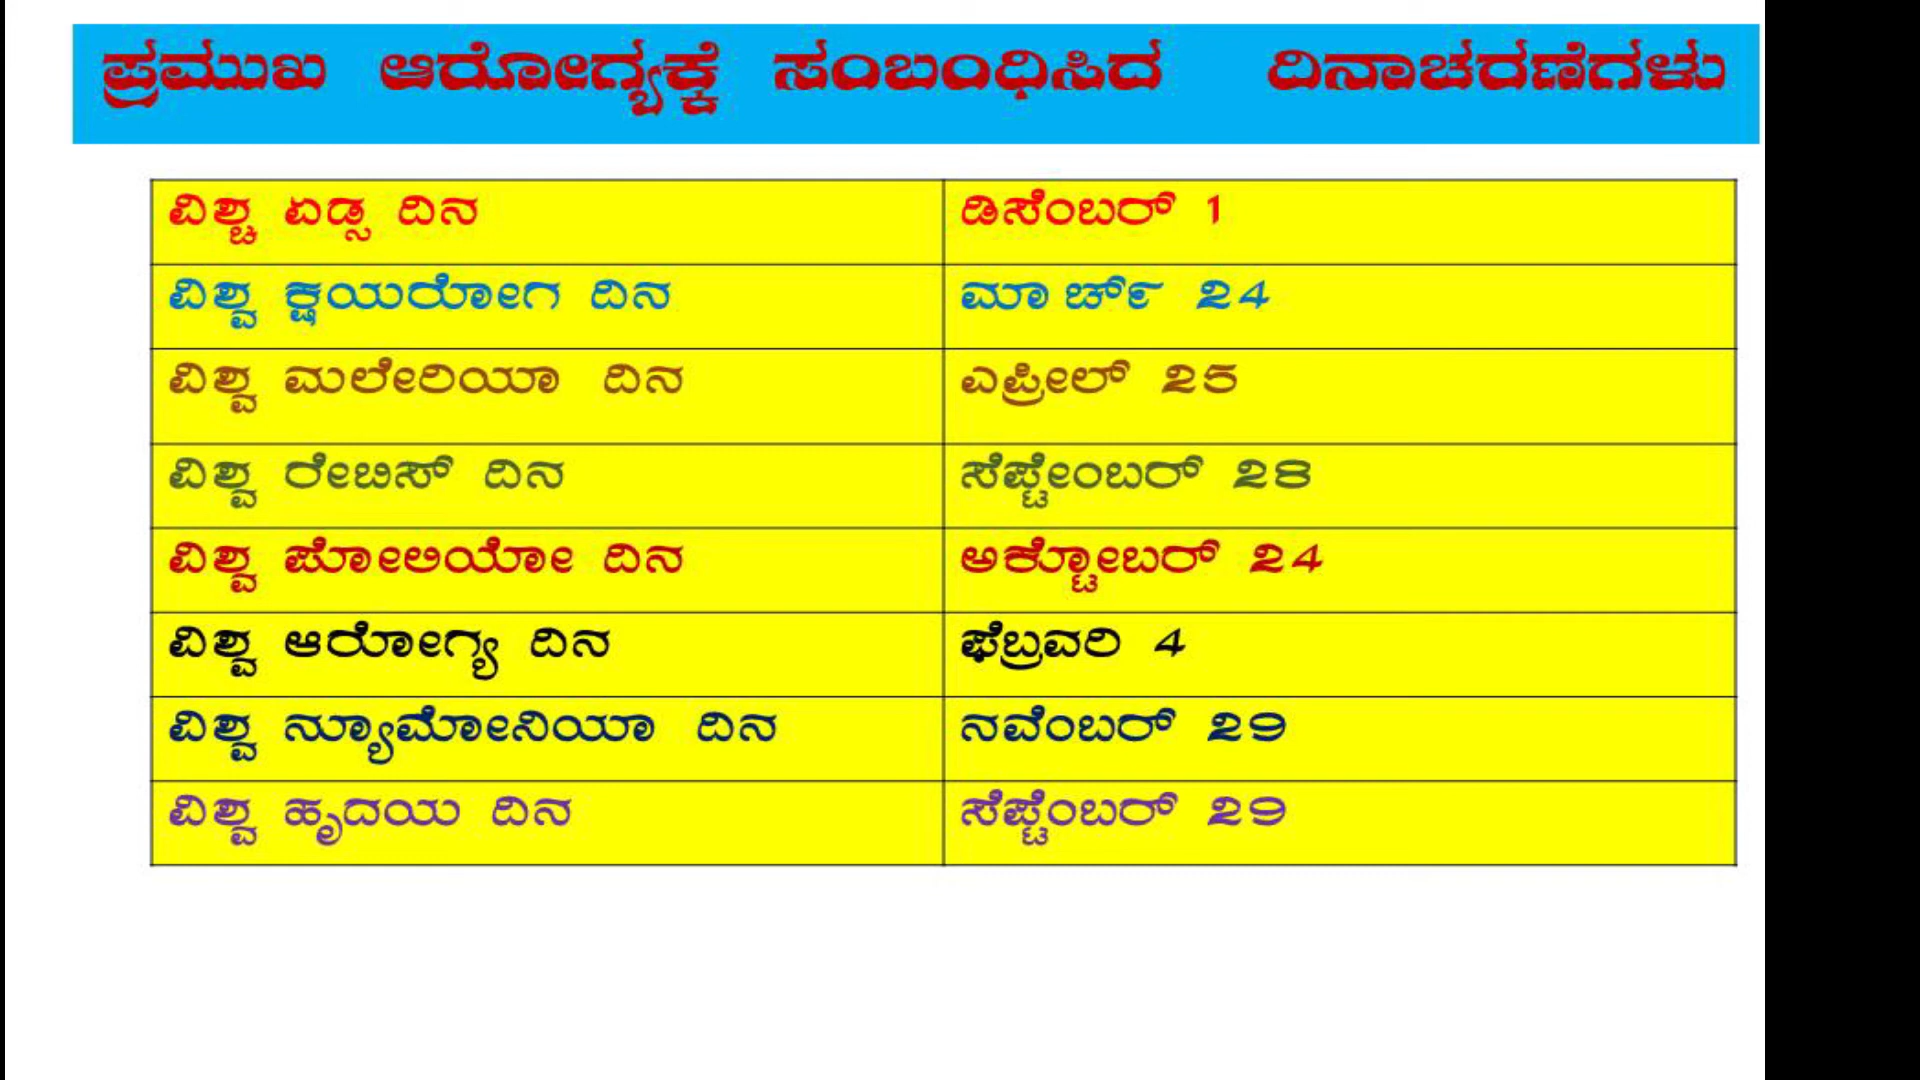 ಪ್ರಮುಖ ಆರೋಗ್ಯಕ್ಕೆ ಸಂಬಂಧಿಸಿದ ದಿನಾಚರಣೆಗಳು
ವಿಶ್ಚ ಏಡ್ಸ ದಿನ ಡಿಸೆಂಬರ್ 1
ವಿಶ್ವ ಕ್ಷಯರೋಗ ದಿನ ಮಾರ್ಚ್ 24
ವಿಶ್ವ ಮಲೇರಿಯಾ ದಿನ ಎಪ್ರೀಲ್ 25
ವಿಶ್ವ ರೇಬಿಸ್ ದಿನ ಸೆಪ್ಟೇಂಬರ್ 28
ವಿಶ್ವ ಪೋಲಿಯೋ ದಿನ ಅಕ್ಟೋಬರ್ 24
ವಿಶ್ವ ಆರೋಗ್ಯ ದಿನ ಫೆಬ್ರವರಿ 4
ವಿಶ್ವ ನ್ಯೂಮೋನಿಯಾ ದಿನ ನವೆಂಬರ್ 29
ವಿಶ್ವ ಹೃದಯ ದಿನ ಸೆಪ್ಟೆಂಬರ್ 29